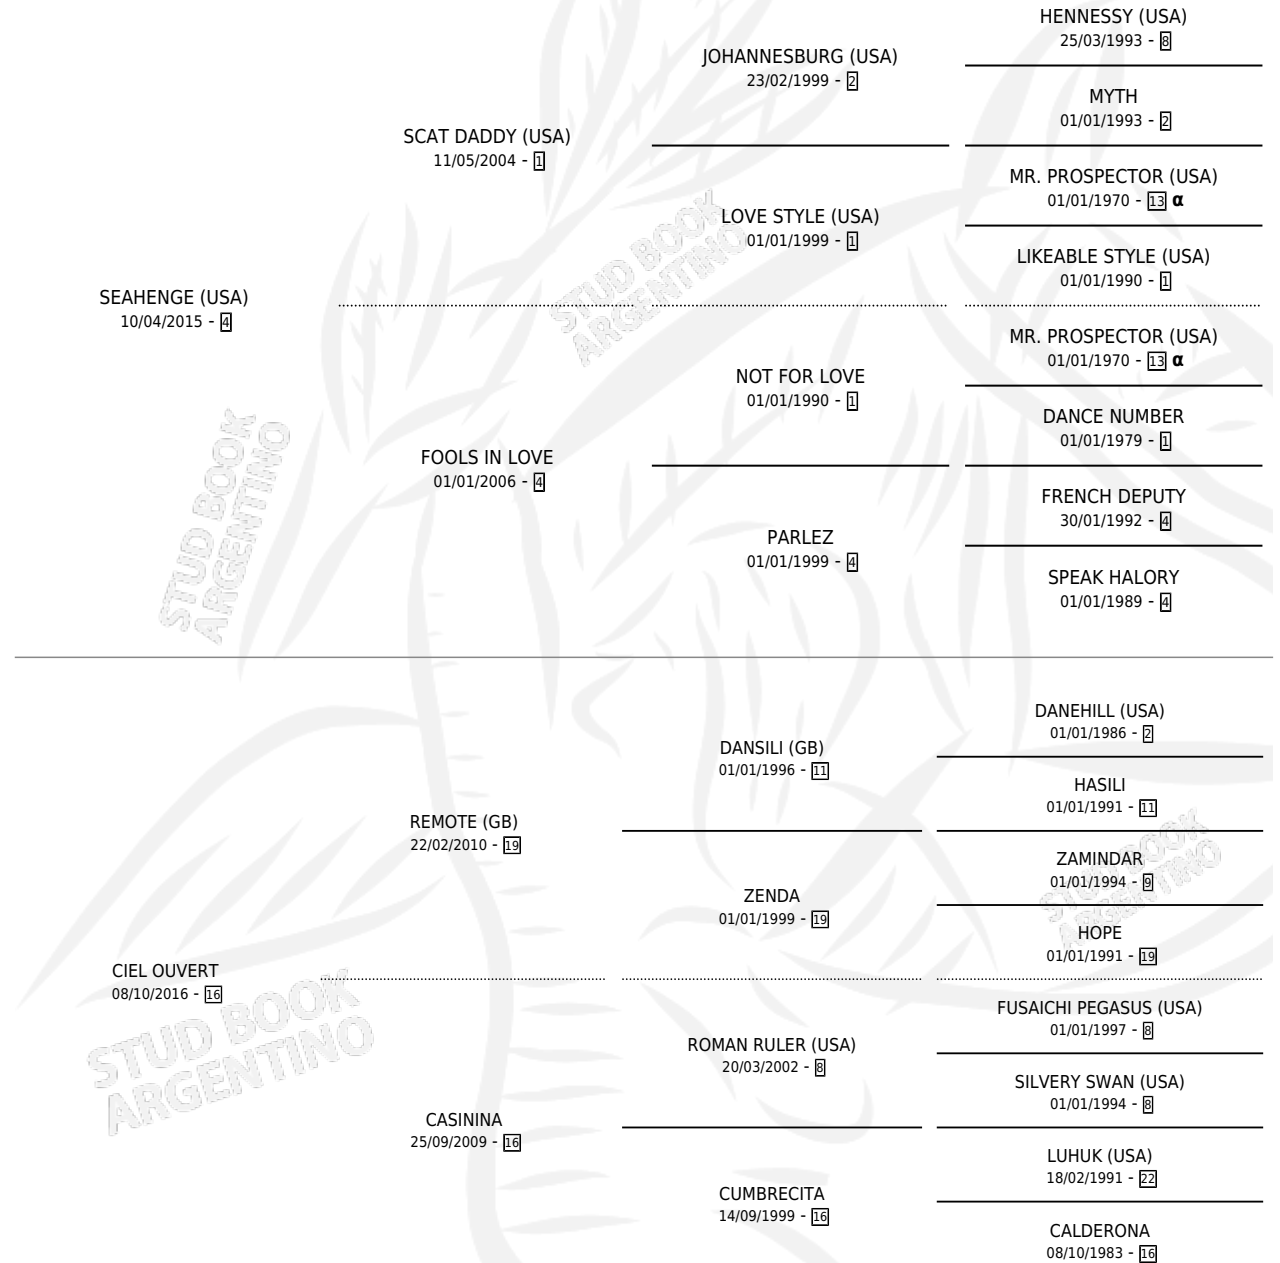 HENNESSY (USA)
25/03/1993 - 8
JOHANNESBURG (USA)
23/02/1999 - 2
MYTH
01/01/1993 - 2
SCAT DADDY (USA)
11/05/2004 - 1
MR. PROSPECTOR (USA)
01/01/1970 - 13 α
LOVE STYLE (USA)
01/01/1999 - 1
LIKEABLE STYLE (USA)
01/01/1990 - 1
SEAHENGE (USA)
10/04/2015 - 4
MR. PROSPECTOR (USA)
01/01/1970 - 13 α
NOT FOR LOVE
01/01/1990 - 1
DANCE NUMBER
01/01/1979 - 1
FOOLS IN LOVE
01/01/2006 - 4
FRENCH DEPUTY
30/01/1992 - 4
PARLEZ
01/01/1999 - 4
SPEAK HALORY
01/01/1989 - 4
STUD BOOK
ARGENTINO
STUD BOOK
ARGENTINO
DANEHILL (USA)
01/01/1986 - 2
DANSILI (GB)
01/01/1996 - 11
HASILI
01/01/1991 - 11
REMOTE (GB)
22/02/2010 - 19
ZAMINDAR
01/01/1994 - 9
ZENDA
01/01/1999 - 19
HOPE
01/01/1991 - 19
CIEL OUVERT
08/10/2016 - 16
FUSAICHI PEGASUS (USA)
01/01/1997 - 8
ROMAN RULER (USA)
20/03/2002 - 8
SILVERY SWAN (USA)
01/01/1994 - 8
CASININA
25/09/2009 - 16
LUHUK (USA)
18/02/1991 - 22
CUMBRECITA
14/09/1999 - 16
CALDERONA
08/10/1983 - 16
STUD BOOK
ARGENTINO
STUD BOOK
ARGENTINO